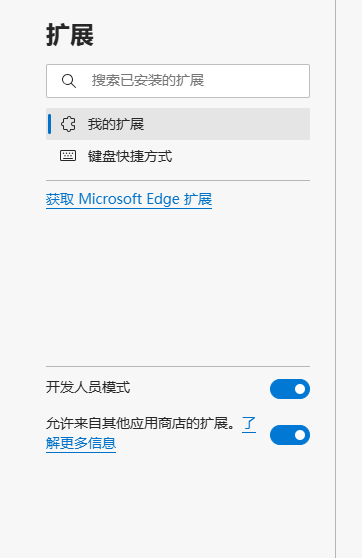 扩展
搜索已安装的扩展
我的扩展
键盘快捷方式
获取 Microsoft Edge 扩展
开发人员模式
允许来自其他应用商店的扩展。了
解更多信息